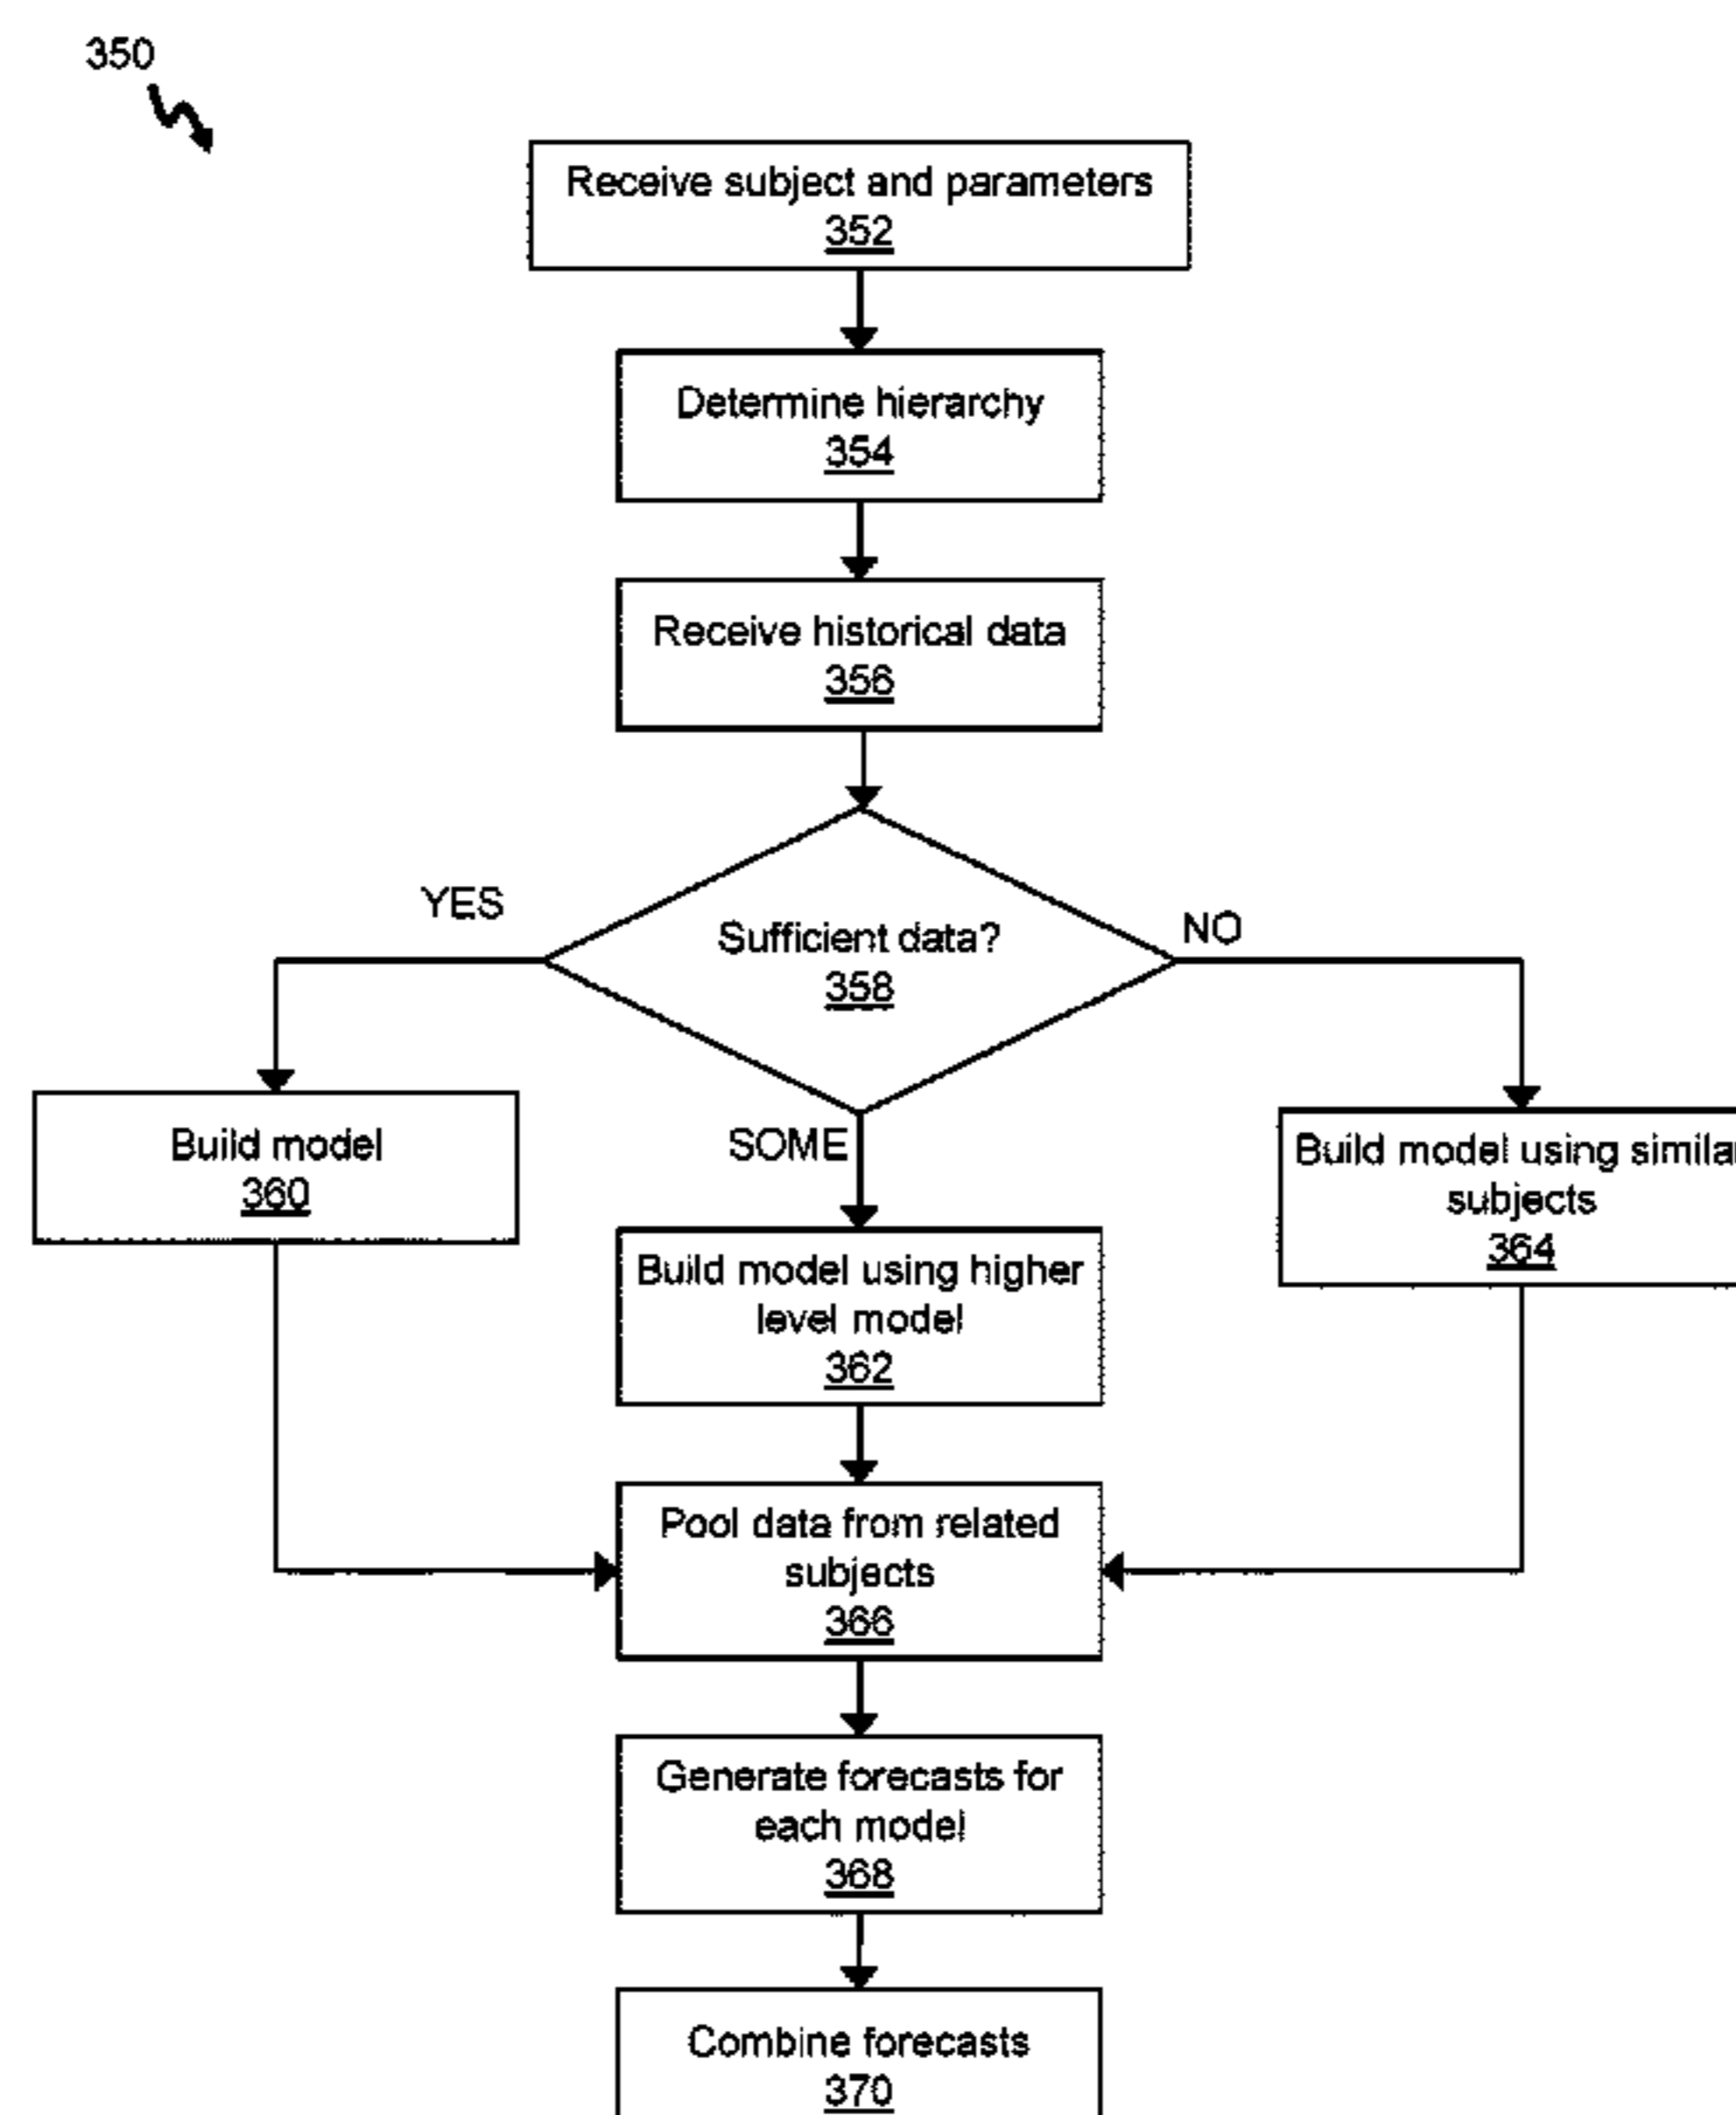 350
Receive subject and parameters
352
Determine hierarchy
354
Receive historical data
356
YES
Sufficient data?
358
NO
Build model
360
SOME
Build model using higher
level model
362
Build model using similar
subjects
364
Pool data from related
subjects
366
Generate forecasts for
each model
368
Combine forecasts
370